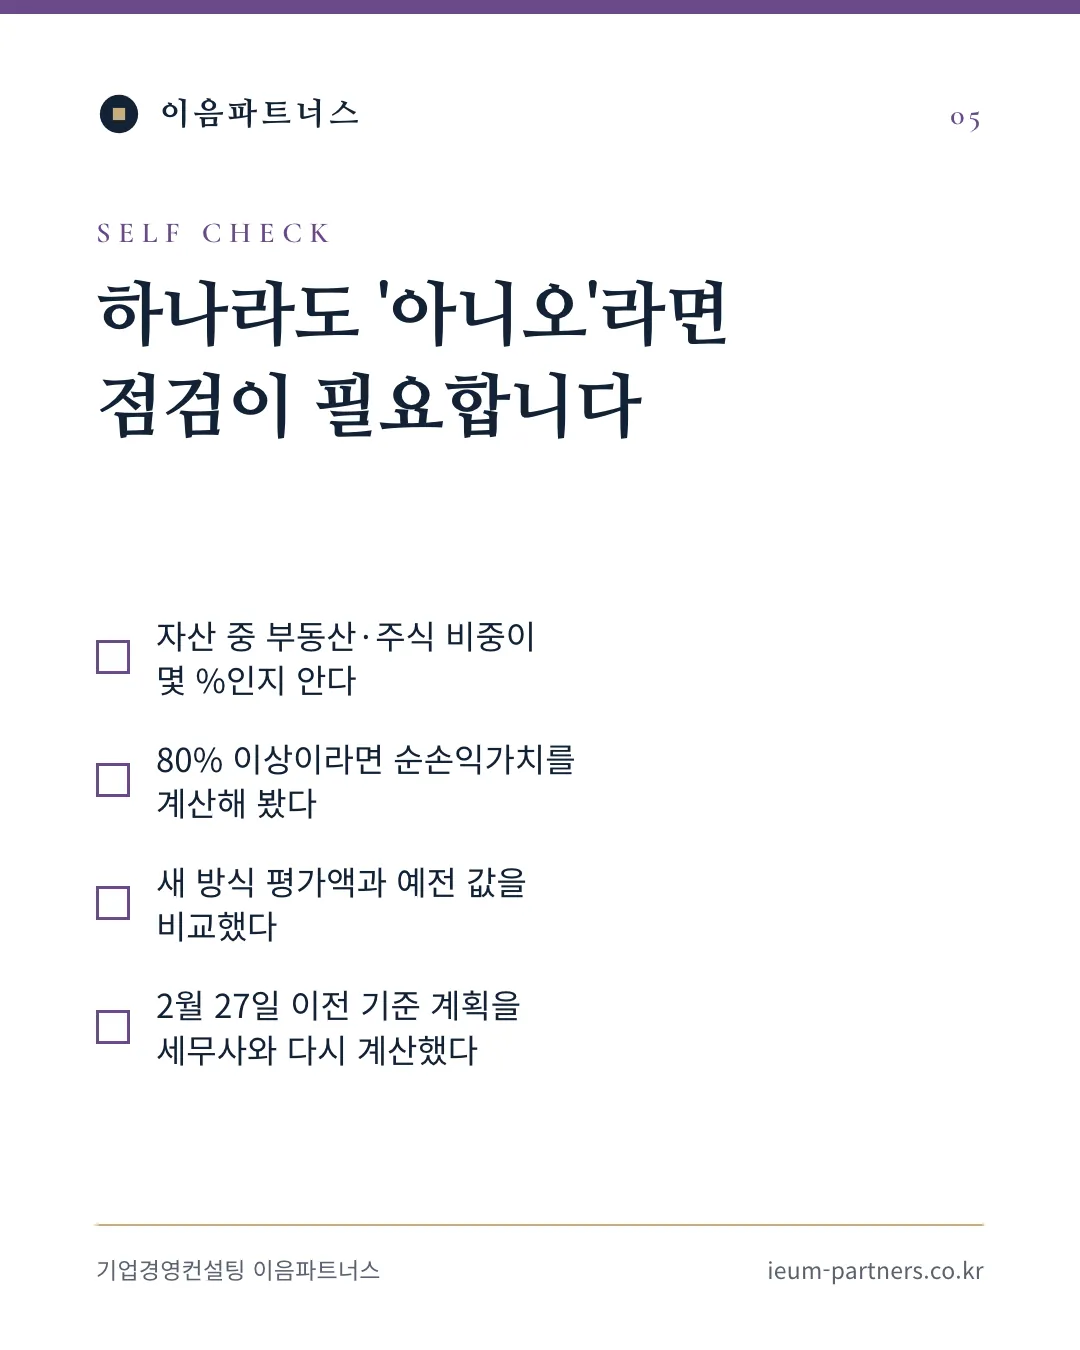 이음파트너스
05
SELF CHECK
하나라도 '아니오'라면
점검이 필요합니다
자산 중 부동산·주식 비중이
몇 %인지 안다
80% 이상이라면 순손익가치를
계산해 봤다
새 방식 평가액과 예전 값을
비교했다
2월 27일 이전 기준 계획을
세무사와 다시 계산했다
기업경영컨설팅 이음파트너스
ieum-partners.co.kr